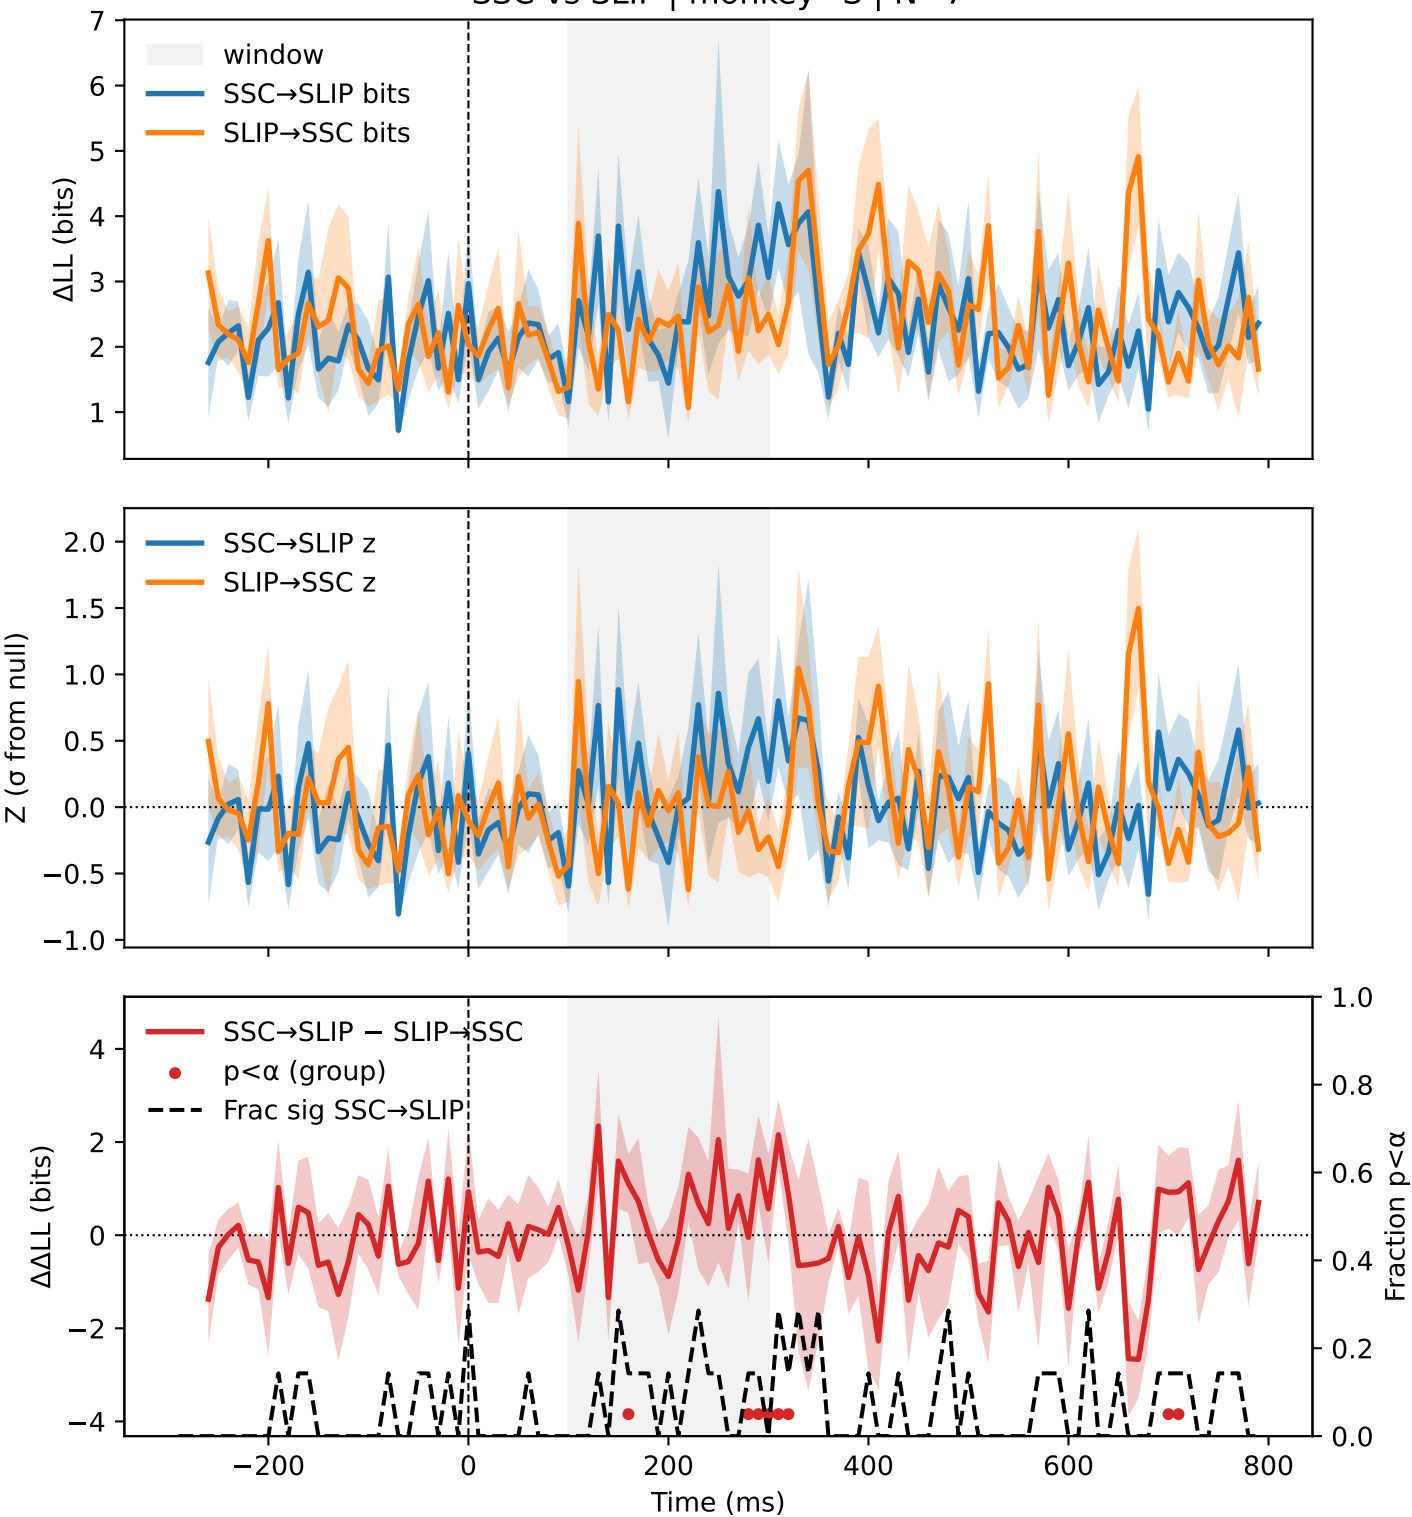 7
window
SSC→SLIP bits
SLIP→SSC bits
6
5
4
3
2
1
ΔLL (bits)
SSC→SLIP z
SLIP→SSC z
2.0
1.5
1.0
0.5
0.0
−0.5
−1.0
Z (σ from null)
SSC→SLIP − SLIP→SSC
p<α (group)
Frac sig SSC→SLIP
4
2
0
−2
−4
ΔΔLL (bits)
1.0
0.8
0.6
0.4
0.2
0.0
Fraction p<α
−200 0 200 400 600 800
Time (ms)